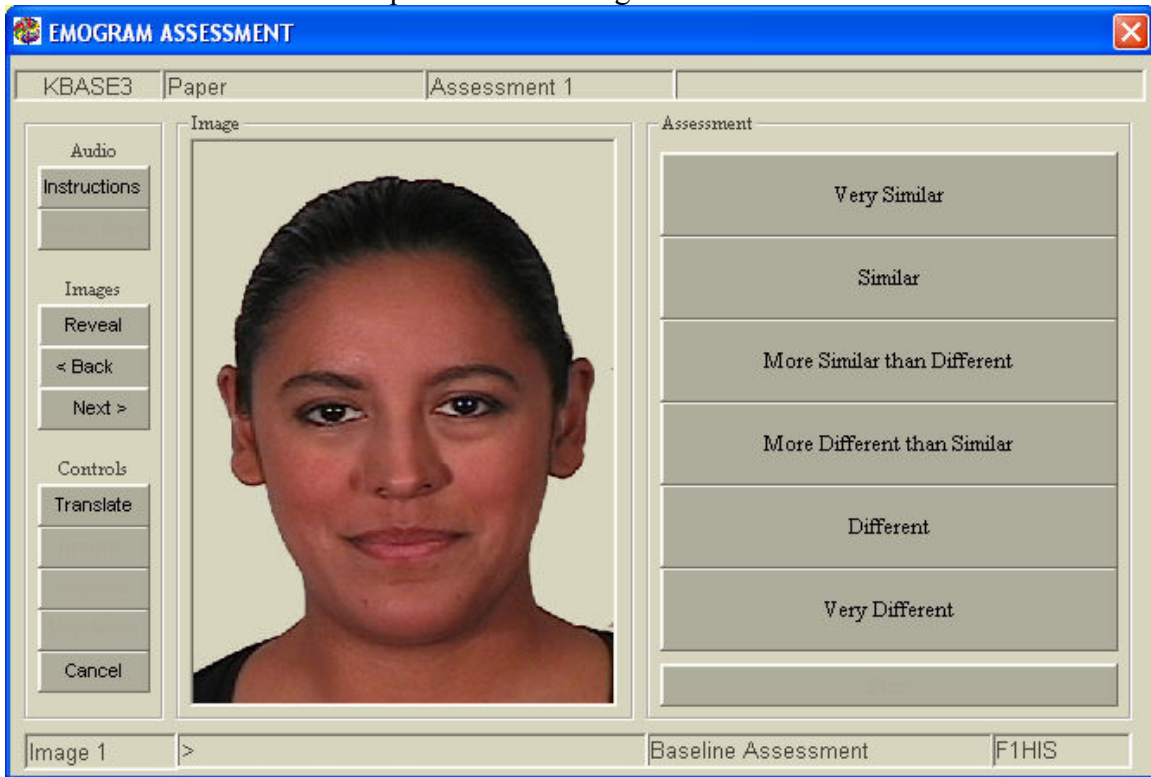 EMOGRAM ASSESSMENT
KBASE3 Paper Assessment 1
Audio
Instructions
Images
Reveal
< Back
Next >
Controls
Translate
Cancel
Image
Assessment
Very Similar
Similar
More Similar than Different
More Different than Similar
Different
Very Different
Image 1 > Baseline Assessment F1HIS